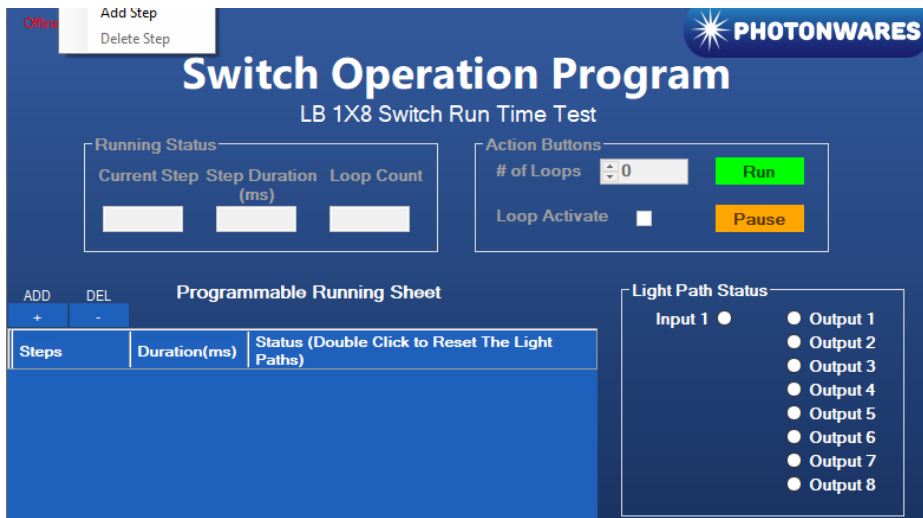 Offline
Add Step
Delete Step
PHOTONWARES
Switch Operation Program
LB 1X8 Switch Run Time Test
Running Status
Current Step Step Duration (ms) Loop Count
Action Buttons
# of Loops 0 Run
Loop Activate Pause
ADD DEL
+ -
Programmable Running Sheet
Steps Duration(ms) Status (Double Click to Reset The Light
Paths)
Light Path Status
Input 1 Output 1
Output 2
Output 3
Output 4
Output 5
Output 6
Output 7
Output 8